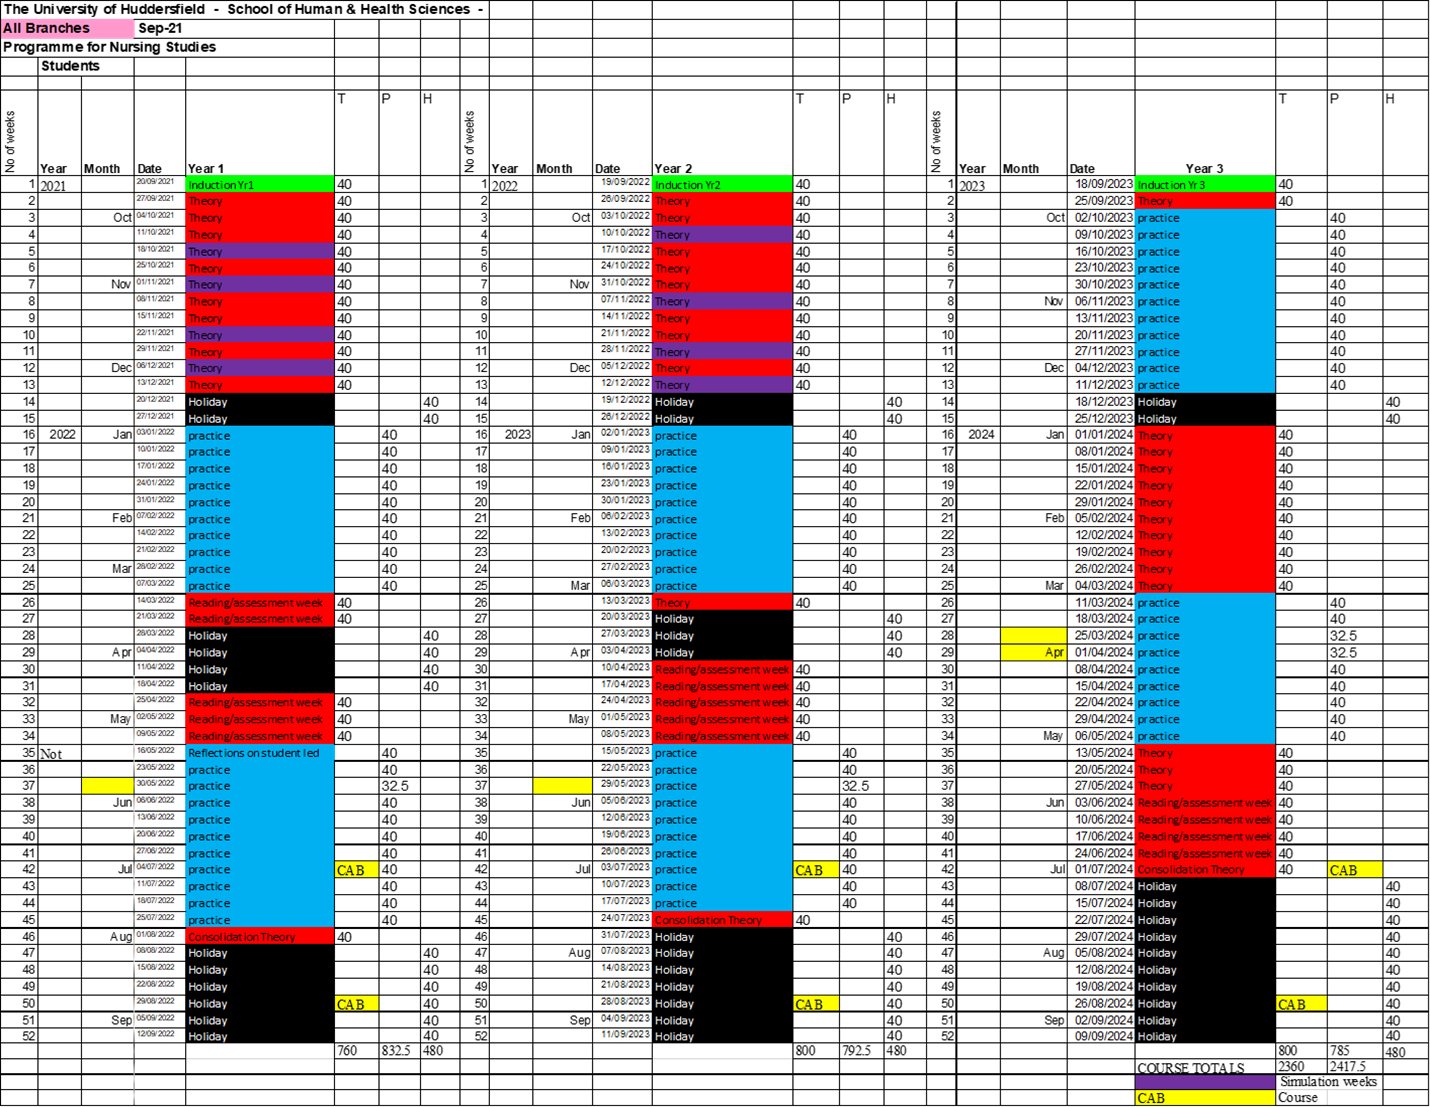 The University of Huddersfield - School of Human & Health Sciences -
All Branches Sep-21
Programme for Nursing Studies
Students
T P H T P H T P H
No of weeks Year Month Date Year 1 No of weeks Year Month Date Year 2 No of weeks Year Month Date Year 3
1 2021 20/09/2021 Induction Yr1 40 1 2022 19/09/2022 Induction Yr2 40 1 2023 18/09/2023 Induction Yr 3 40
2 27/09/2021 Theory 40 2 26/09/2022 Theory 40 2 25/09/2023 Theory 40
3 Oct 04/10/2021 Theory 40 3 Oct 03/10/2022 Theory 40 3 Oct 02/10/2023 practice 40
4 11/10/2021 Theory 40 4 10/10/2022 Theory 40 4 09/10/2023 practice 40
5 18/10/2021 Theory 40 5 17/10/2022 Theory 40 5 16/10/2023 practice 40
6 25/10/2021 Theory 40 6 24/10/2022 Theory 40 6 23/10/2023 practice 40
7 Nov 01/11/2021 Theory 40 7 Nov 31/10/2022 Theory 40 7 30/10/2023 practice 40
8 08/11/2021 Theory 40 8 07/11/2022 Theory 40 8 Nov 06/11/2023 practice 40
9 15/11/2021 Theory 40 9 14/11/2022 Theory 40 9 13/11/2023 practice 40
10 22/11/2021 Theory 40 10 21/11/2022 Theory 40 10 20/11/2023 practice 40
11 29/11/2021 Theory 40 11 28/11/2022 Theory 40 11 27/11/2023 practice 40
12 Dec 06/12/2021 Theory 40 12 Dec 05/12/2022 Theory 40 12 Dec 04/12/2023 practice 40
13 13/12/2021 Theory 40 13 12/12/2022 Theory 40 13 11/12/2023 practice 40
14 20/12/2021 Holiday 40 14 19/12/2022 Holiday 40 14 18/12/2023 Holiday 40
15 27/12/2021 Holiday 40 15 26/12/2022 Holiday 40 15 25/12/2023 Holiday 40
16 2022 Jan 03/01/2022 practice 40 16 2023 Jan 02/01/2023 practice 40 16 2024 Jan 01/01/2024 Theory 40
17 10/01/2022 practice 40 17 09/01/2023 practice 40 17 08/01/2024 Theory 40
18 17/01/2022 practice 40 18 16/01/2023 practice 40 18 15/01/2024 Theory 40
19 24/01/2022 practice 40 19 23/01/2023 practice 40 19 22/01/2024 Theory 40
20 31/01/2022 practice 40 20 30/01/2023 practice 40 20 29/01/2024 Theory 40
21 Feb 07/02/2022 practice 40 21 Feb 06/02/2023 practice 40 21 Feb 05/02/2024 Theory 40
22 14/02/2022 practice 40 22 13/02/2023 practice 40 22 12/02/2024 Theory 40
23 21/02/2022 practice 40 23 20/02/2023 practice 40 23 19/02/2024 Theory 40
24 Mar 28/02/2022 practice 40 24 27/02/2023 practice 40 24 26/02/2024 Theory 40
25 07/03/2022 practice 40 25 Mar 06/03/2023 practice 40 25 Mar 04/03/2024 Theory 40
26 14/03/2022 Reading/assessment week 40 26 13/03/2023 Theory 40 26 11/03/2024 practice 40
27 21/03/2022 Reading/assessment week 40 27 20/03/2023 Holiday 40 27 18/03/2024 practice 40
28 28/03/2022 Holiday 40 28 27/03/2023 Holiday 40 28 25/03/2024 practice 32.5
29 Apr 04/04/2022 Holiday 40 29 Apr 03/04/2023 Holiday 40 29 Apr 01/04/2024 practice 32.5
30 11/04/2022 Holiday 40 30 10/04/2023 Reading/assessment week 40 30 08/04/2024 practice 40
31 18/04/2022 Holiday 40 31 17/04/2023 Reading/assessment week 40 31 15/04/2024 practice 40
32 25/04/2022 Reading/assessment week 40 32 24/04/2023 Reading/assessment week 40 32 22/04/2024 practice 40
33 May 02/05/2022 Reading/assessment week 40 33 May 01/05/2023 Reading/assessment week 40 33 29/04/2024 practice 40
34 09/05/2022 Reading/assessment week 40 34 08/05/2023 Reading/assessment week 40 34 May 06/05/2024 practice 40
35 Not 16/05/2022 Reflections on student led 40 35 15/05/2023 practice 40 35 13/05/2024 Theory 40
36 23/05/2022 practice 40 36 22/05/2023 practice 40 36 20/05/2024 Theory 40
37 30/05/2022 practice 32.5 37 29/05/2023 practice 32.5 37 27/05/2024 Theory 40
38 Jun 06/06/2022 practice 40 38 Jun 05/06/2023 practice 40 38 Jun 03/06/2024 Reading/assessment week 40
39 13/06/2022 practice 40 39 12/06/2023 practice 40 39 10/06/2024 Reading/assessment week 40
40 20/06/2022 practice 40 40 19/06/2023 practice 40 40 17/06/2024 Reading/assessment week 40
41 27/06/2022 practice 40 41 26/06/2023 practice 40 41 24/06/2024 Reading/assessment week 40
42 Jul 04/07/2022 practice CAB 40 42 Jul 03/07/2023 practice CAB 40 42 Jul 01/07/2024 Consolidation Theory 40 CAB
43 11/07/2022 practice 40 43 10/07/2023 practice 40 43 08/07/2024 Holiday 40
44 18/07/2022 practice 40 44 17/07/2023 practice 40 44 15/07/2024 Holiday 40
45 25/07/2022 practice 40 45 24/07/2023 Consolidation Theory 40 45 22/07/2024 Holiday 40
46 Aug 01/08/2022 Consolidation Theory 40 46 31/07/2023 Holiday 40 46 29/07/2024 Holiday 40
47 08/08/2022 Holiday 40 47 Aug 07/08/2023 Holiday 40 47 Aug 05/08/2024 Holiday 40
48 15/08/2022 Holiday 40 48 14/08/2023 Holiday 40 48 12/08/2024 Holiday 40
49 22/08/2022 Holiday 40 49 21/08/2023 Holiday 40 49 19/08/2024 Holiday 40
50 29/08/2022 Holiday CAB 40 50 28/08/2023 Holiday CAB 40 50 26/08/2024 Holiday CAB 40
51 Sep 05/09/2022 Holiday 40 51 Sep 04/09/2023 Holiday 40 51 Sep 02/09/2024 Holiday 40
52 12/09/2022 Holiday 40 52 11/09/2023 Holiday 40 52 09/09/2024 Holiday 40
760 832.5 480 800 792.5 480 800 785 480
COURSE TOTALS 2360 2417.5
Simulation weeks
CAB Course